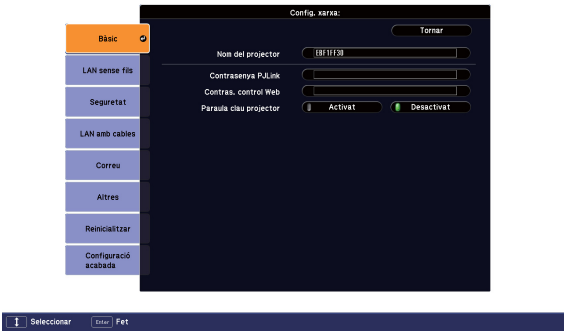 Config. xarxa:
Tornar
Bàsic
LAN sense fils
Seguretat
LAN amb cables
Correu
Altres
Reinicialitzar
Configuració
acabada
Nom del projector EBF1FF38
Contrasenya PJLink
Contras. control Web
Paraula clau projector Activat Desactivat
Seleccionar Enter Fet